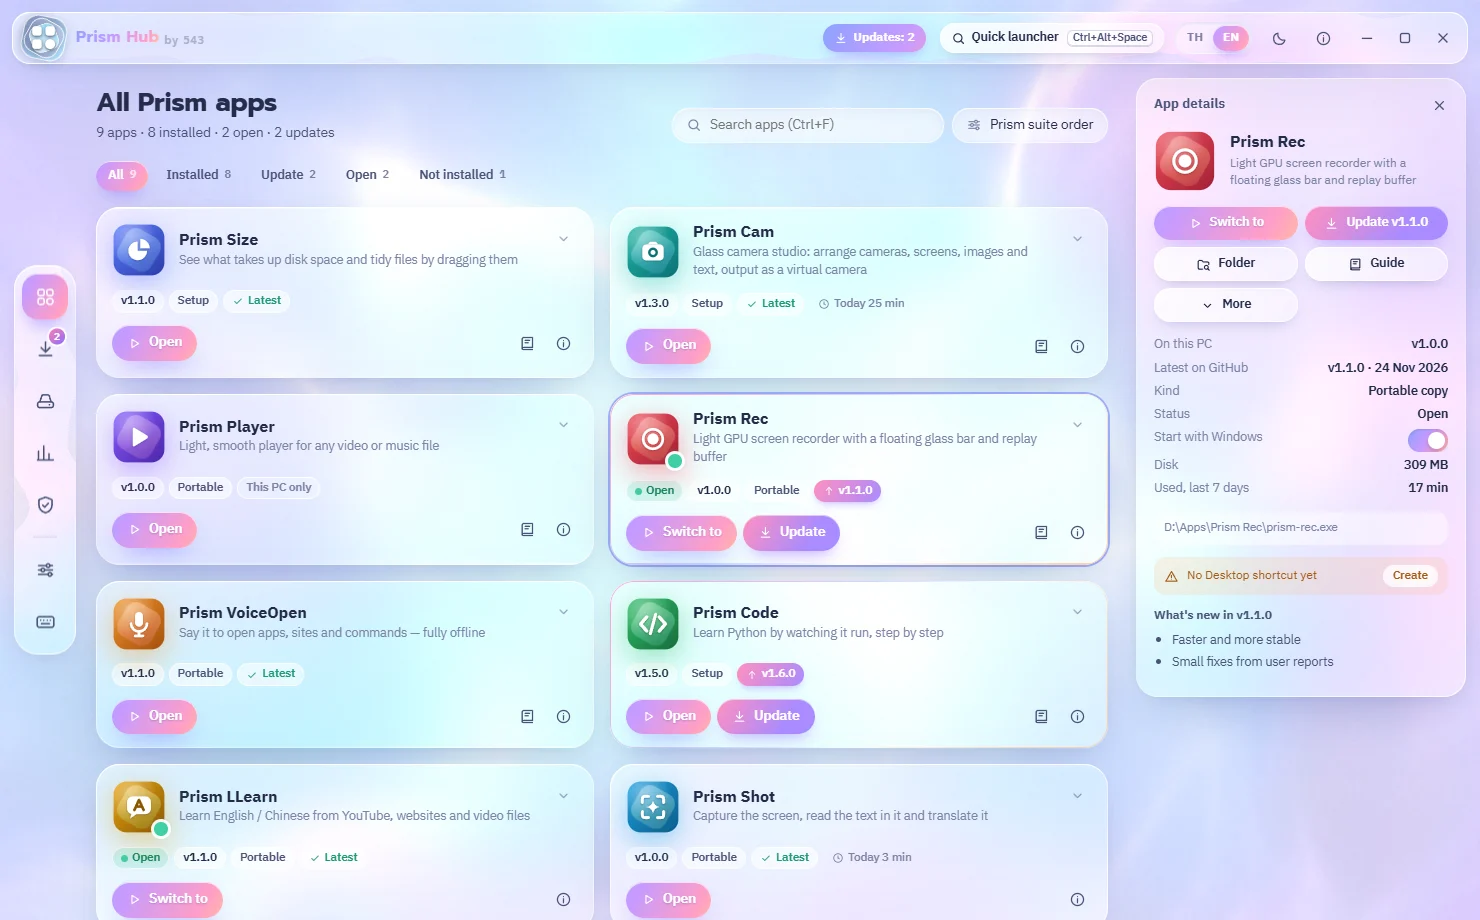 Prism Hub by 543
Updates: 2
Quick launcher Ctrl+Alt+Space
TH EN
All Prism apps
9 apps · 8 installed · 2 open · 2 updates
Search apps (Ctrl+F)
Prism suite order
All 9
Installed 8
Update 2
Open 2
Not installed 1
2
Prism Size
See what takes up disk space and tidy files by dragging them
v1.1.0 Setup Latest
Open
Prism Cam
Glass camera studio: arrange cameras, screens, images and
text, output as a virtual camera
v1.3.0 Setup Latest Today 25 min
Open
Prism Player
Light, smooth player for any video or music file
v1.0.0 Portable This PC only
Open
Prism Rec
Light GPU screen recorder with a floating glass bar and replay
buffer
Open v1.0.0 Portable v1.1.0
Switch to Update
Prism VoiceOpen
Say it to open apps, sites and commands — fully offline
v1.1.0 Portable Latest
Open
Prism Code
Learn Python by watching it run, step by step
v1.5.0 Setup v1.6.0
Open Update
Prism LLearn
Learn English / Chinese from YouTube, websites and video files
Open v1.1.0 Portable Latest
Switch to
Prism Shot
Capture the screen, read the text in it and translate it
v1.0.0 Portable Latest Today 3 min
Open
App details
Prism Rec
Light GPU screen recorder with a
floating glass bar and replay buffer
Switch to Update v1.1.0
Folder Guide
More
On this PC v1.0.0
Latest on GitHub v1.1.0 · 24 Nov 2026
Kind Portable copy
Status Open
Start with Windows
Disk 309 MB
Used, last 7 days 17 min
D:\Apps\Prism Rec\prism-rec.exe
No Desktop shortcut yet Create
What's new in v1.1.0
• Faster and more stable
• Small fixes from user reports